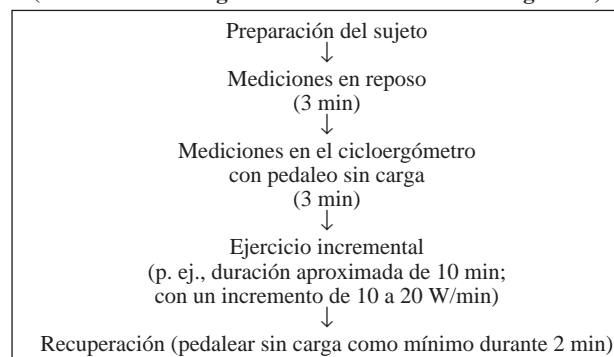 Preparación del sujeto
↓
Mediciones en reposo
(3 min)
↓
Mediciones en el cicloergómetro
con pedaleo sin carga
(3 min)
↓
Ejercicio incremental
(p. ej., duración aproximada de 10 min;
con un incremento de 10 a 20 W/min)
↓
Recuperación (pedalear sin carga como mínimo durante 2 min)